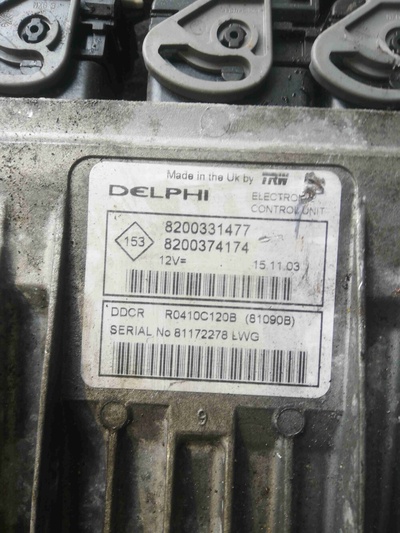 Made in the Uk by TRW
DELPHI
ELECTRONIC
CONTROL UNIT
153
8200331477
8200374174
12V=
15.11.03
DDCR R0410C120B (81090B)
SERIAL No 81172278 LWG
9